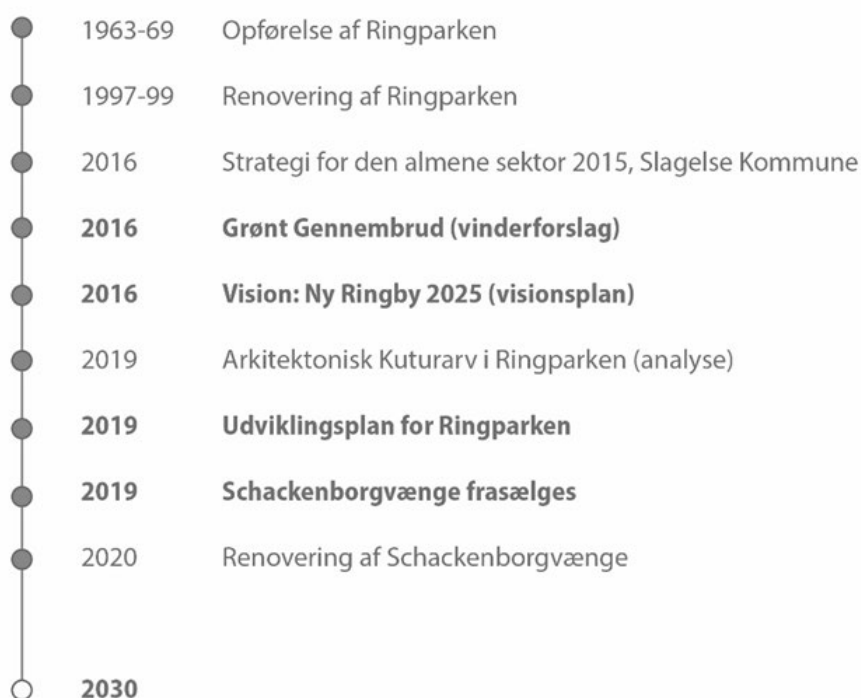 1963-69 Opførelse af Ringparken
1997-99 Renovering af Ringparken
2016 Strategi for den almene sektor 2015, Slagelse Kommune
2016 Grønt Gennembrud (vinderforslag)
2016 Vision: Ny Ringby 2025 (visionsplan)
2019 Arkitektonisk Kuturarv i Ringparken (analyse)
2019 Udviklingsplan for Ringparken
2019 Schackenborgvænge frasælges
2020 Renovering af Schackenborgvænge
2030